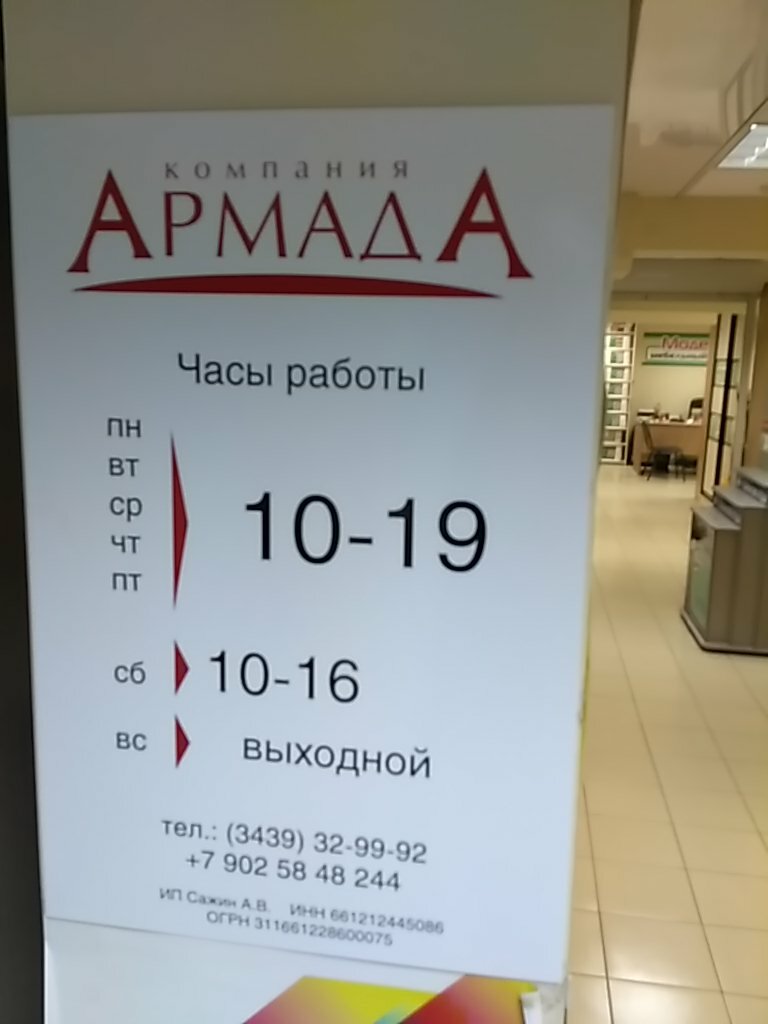 компания
АРМАДА
Часы работы
пн
вт
ср
чт
пт
10-19
сб 10-16
вс выходной
тел.: (3439) 32-99-92
+7 902 58 48 244
ИП Сажин А.В. ИНН 661212445086
ОГРН 311661228600075
Моде